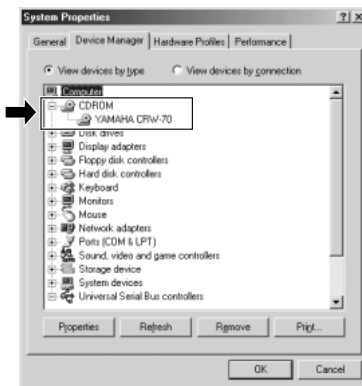 System Properties
General Device Manager Hardware Profiles Performance
View devices by type View devices by connection
Computer
CDROM
YAMAHA CRW-70
Disk drives
Display adapters
Floppy disk controllers
Hard disk controllers
Keyboard
Monitors
Mouse
Network adapters
Ports (COM & LPT)
Sound, video and game controllers
Storage device
System devices
Universal Serial Bus controllers
Properties Refresh Remove Print...
OK Cancel